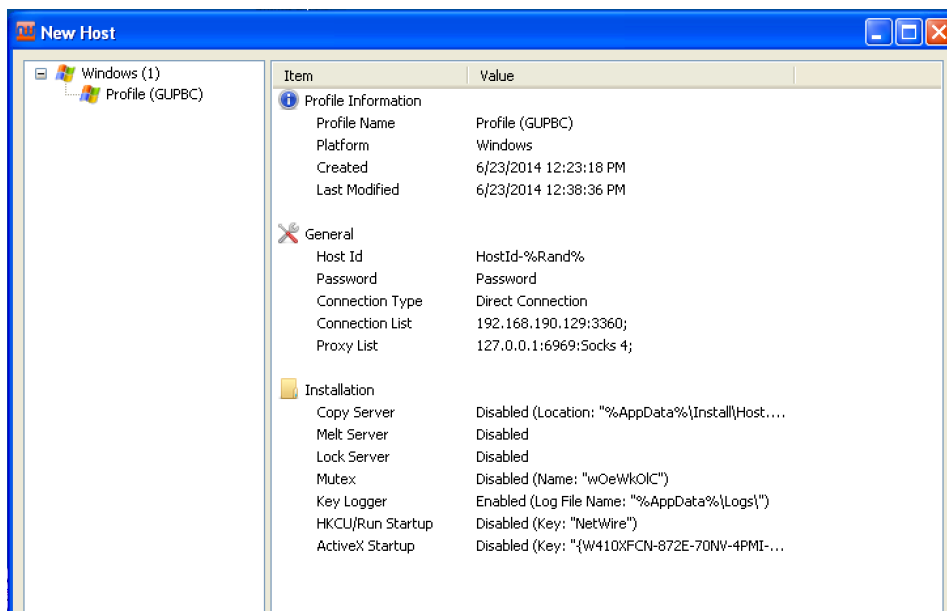 New Host
Windows (1)
Profile (GUPBC)
Item Value
Profile Information
Profile Name Profile (GUPBC)
Platform Windows
Created 6/23/2014 12:23:18 PM
Last Modified 6/23/2014 12:38:36 PM
General
Host Id HostId-%Rand%
Password Password
Connection Type Direct Connection
Connection List 192.168.190.129:3360;
Proxy List 127.0.0.1:6969:Socks 4;
Installation
Copy Server Disabled (Location: "%AppData%\Install\Host....
Melt Server Disabled
Lock Server Disabled
Mutex Disabled (Name: "wOeWkOlC")
Key Logger Enabled (Log File Name: "%AppData%\Logs\")
HKCU/Run Startup Disabled (Key: "NetWire")
ActiveX Startup Disabled (Key: "{W410XFCN-872E-70NV-4PMI-...